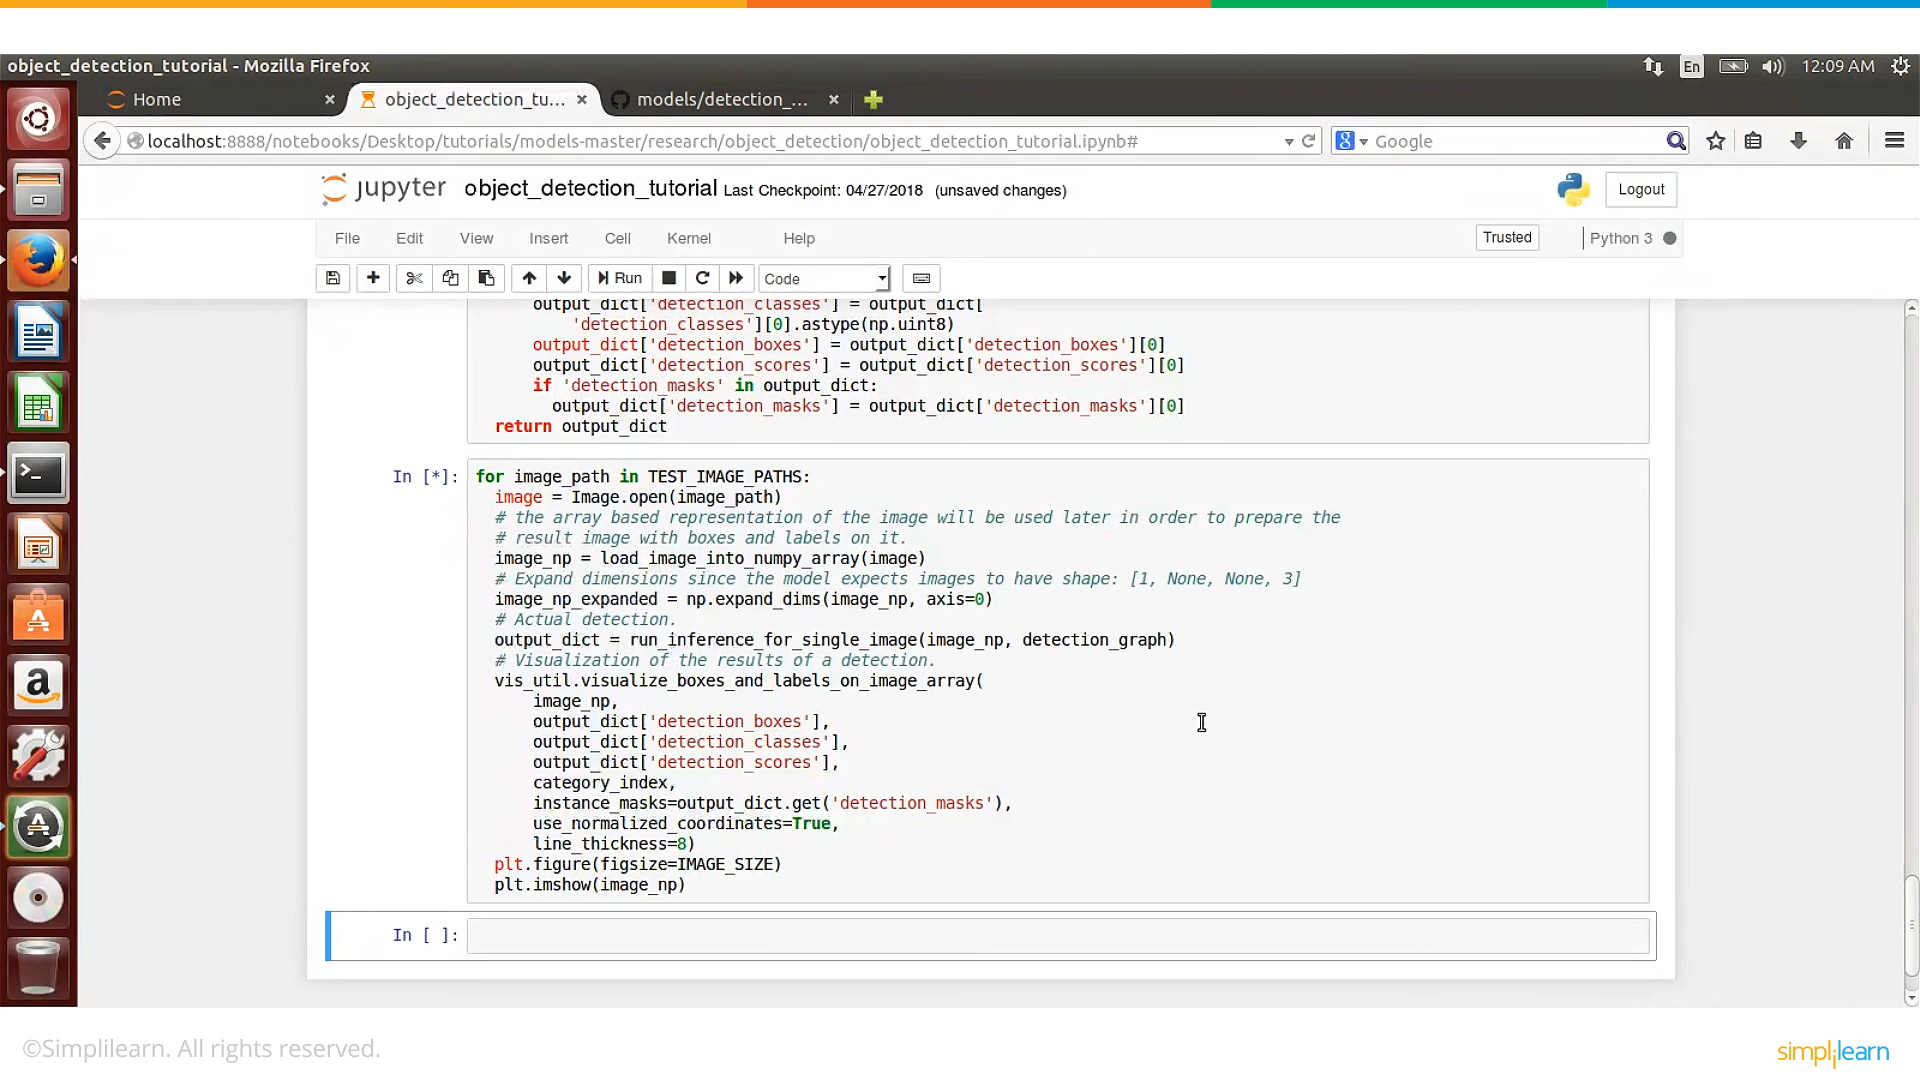 object_detection_tutorial - Mozilla Firefox
En
12:09 AM
Home
object_detection_tu...
models/detection_...
localhost:8888/notebooks/Desktop/tutorials/models-master/research/object_detection/object_detection_tutorial.ipynb#
8
Google
jupyter object_detection_tutorial Last Checkpoint: 04/27/2018 (unsaved changes)
Logout
File Edit View Insert Cell Kernel Help
Trusted
Python 3
Run
Code
output_dict['detection_classes'] = output_dict[
'detection_classes'][0].astype(np.uint8)
output_dict['detection_boxes'] = output_dict['detection_boxes'][0]
output_dict['detection_scores'] = output_dict['detection_scores'][0]
if 'detection_masks' in output_dict:
output_dict['detection_masks'] = output_dict['detection_masks'][0]
return output_dict
In [*]:
for image_path in TEST_IMAGE_PATHS:
image = Image.open(image_path)
# the array based representation of the image will be used later in order to prepare the
# result image with boxes and labels on it.
image_np = load_image_into_numpy_array(image)
# Expand dimensions since the model expects images to have shape: [1, None, None, 3]
image_np_expanded = np.expand_dims(image_np, axis=0)
# Actual detection.
output_dict = run_inference_for_single_image(image_np, detection_graph)
# Visualization of the results of a detection.
vis_util.visualize_boxes_and_labels_on_image_array(
image_np,
output_dict['detection_boxes'],
output_dict['detection_classes'],
output_dict['detection_scores'],
category_index,
instance_masks=output_dict.get('detection_masks'),
use_normalized_coordinates=True,
line_thickness=8)
plt.figure(figsize=IMAGE_SIZE)
plt.imshow(image_np)
In [ ]:
©Simplilearn. All rights reserved.
simplilearn